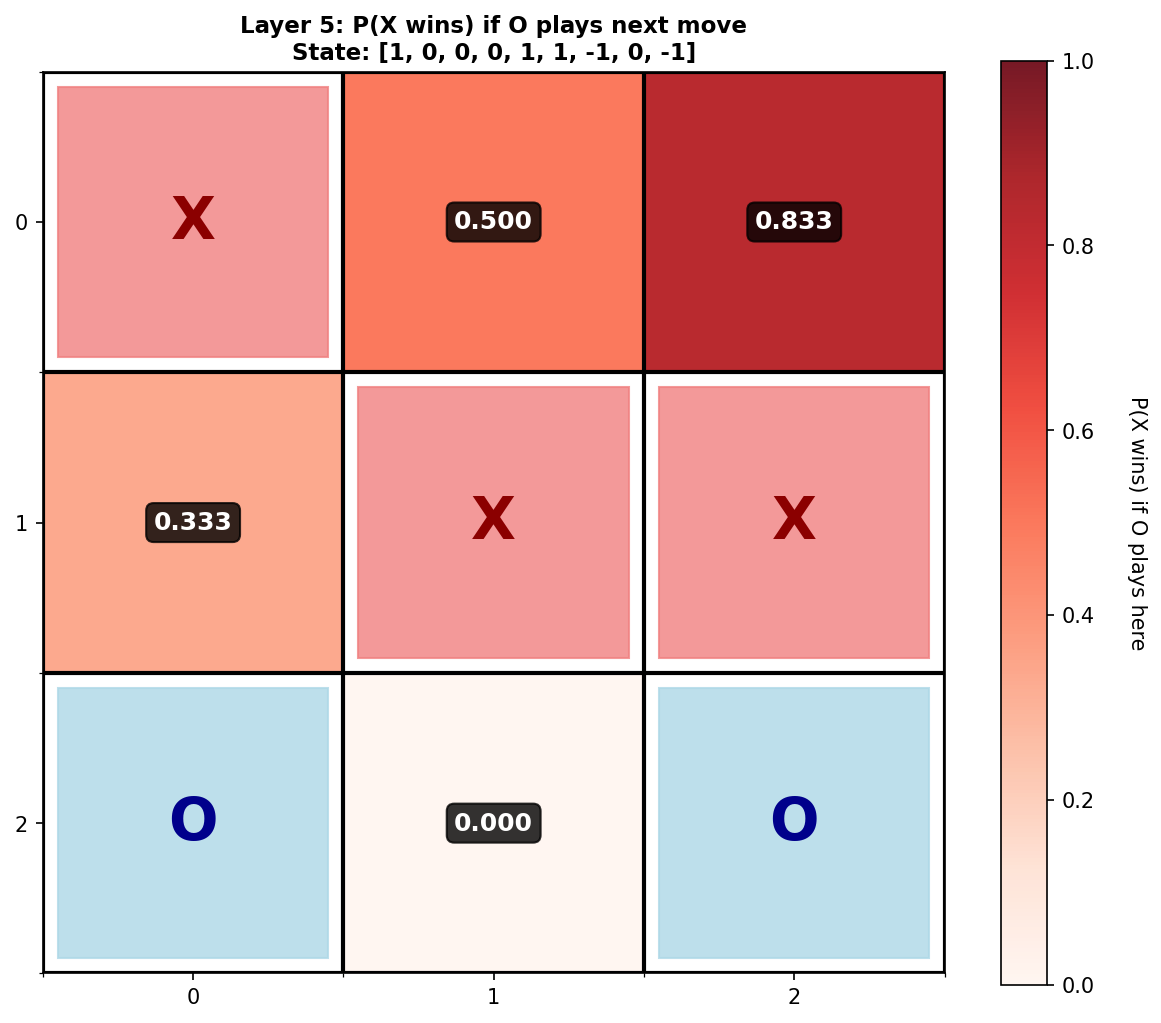 Layer 5: P(X wins) if O plays next move
State: [1, 0, 0, 0, 1, 1, -1, 0, -1]
0
X
0.500
0.833
1
0.333
X
X
2
O
0.000
O
0
1
2
1.0
0.8
0.6
0.4
0.2
0.0
P(X wins) if O plays here